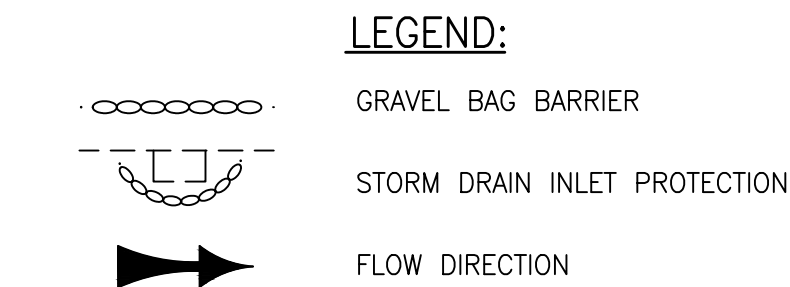 LEGEND:
GRAVEL BAG BARRIER
STORM DRAIN INLET PROTECTION
FLOW DIRECTION